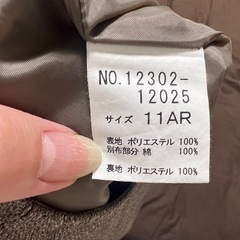 NO.12302-
12025
サイズ 11AR
表地 ポリエステル 100%
別布部分 綿 100%
裏地 ポリエステル 100%